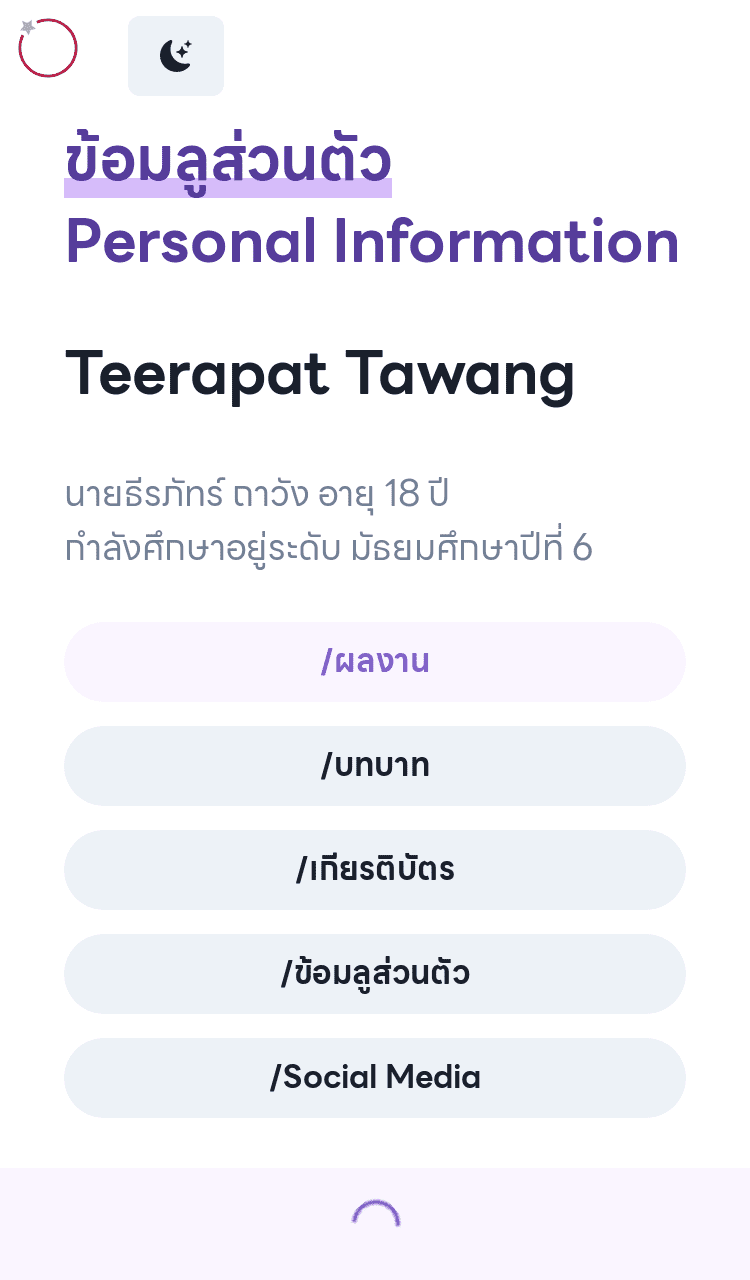 ข้อมลูส่วนตัว
Personal Information
Teerapat Tawang
นายธีรภัทร์ ถาวัง อายุ 18 ปี
กำลังศึกษาอยู่ระดับ มัธยมศึกษาปีที่ 6
/ผลงาน
/บทบาท
/เกียรติบัตร
/ข้อมลูส่วนตัว
/Social Media